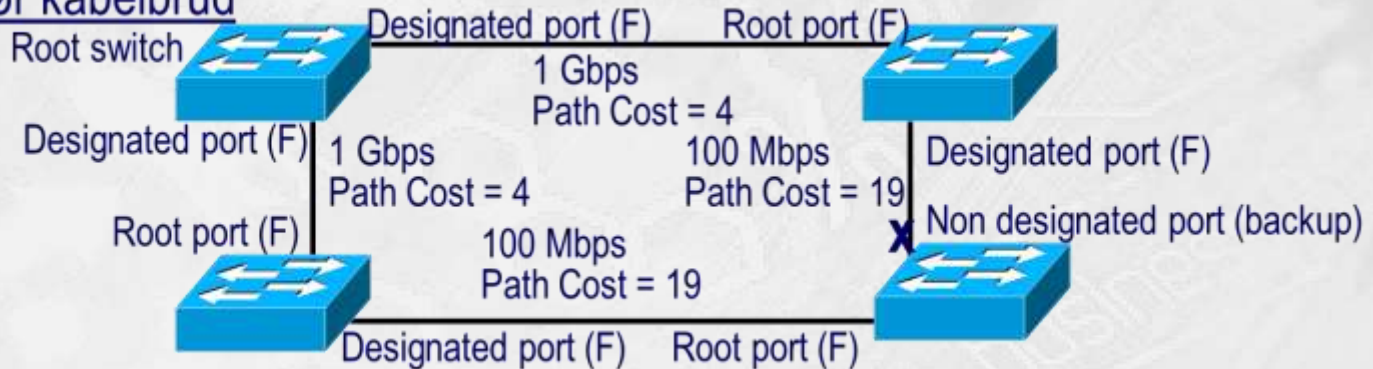 kabelbrud
Root switch
Designated port (F)
Root port (F)
1 Gbps
Path Cost = 4
Designated port (F)
1 Gbps
Path Cost = 4
100 Mbps
Path Cost = 19
Designated port (F)
Root port (F)
X
Non designated port (backup)
100 Mbps
Path Cost = 19
Designated port (F)
Root port (F)